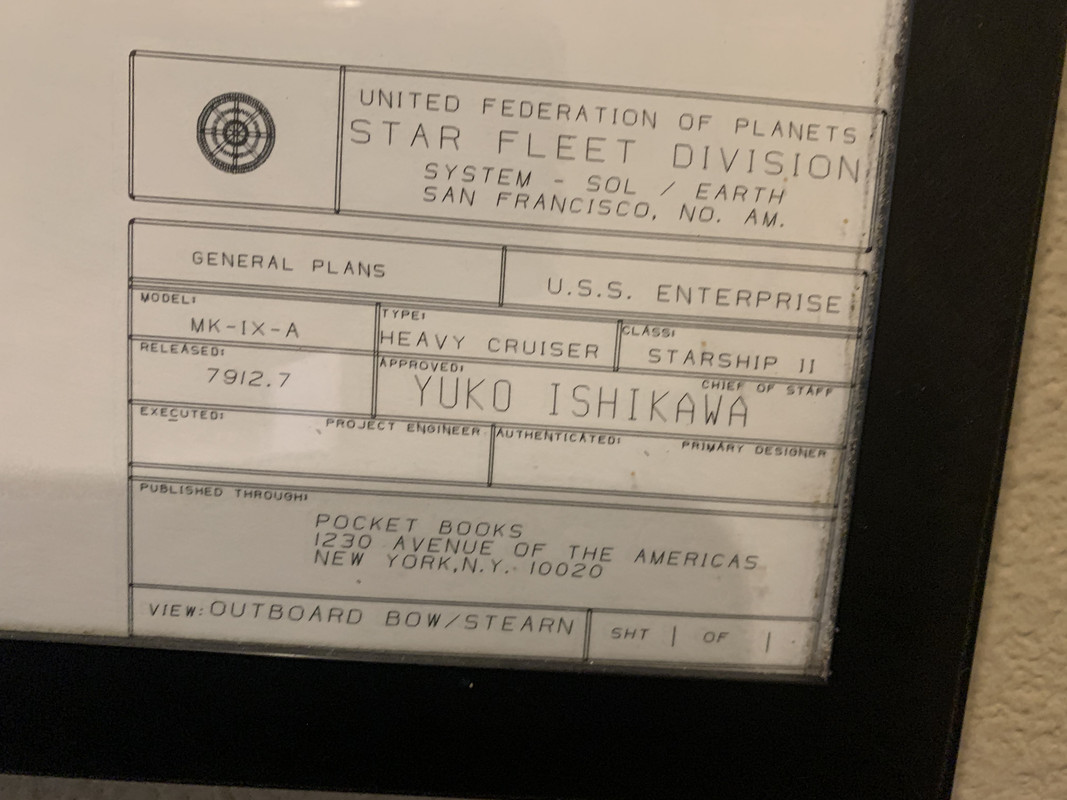 UNITED FEDERATION OF PLANETS
STAR FLEET DIVISION
SYSTEM - SOL / EARTH
SAN FRANCISCO, NO. AM.
GENERAL PLANS
U.S.S. ENTERPRISE
MODEL:
MK-IX-A
TYPE:
HEAVY CRUISER
CLASS:
STARSHIP II
RELEASED:
7912.7
APPROVED:
CHIEF OF STAFF
YUKO ISHIKAWA
EXECUTED:
PROJECT ENGINEER
AUTHENTICATED:
PRIMARY DESIGNER
PUBLISHED THROUGH:
POCKET BOOKS
1230 AVENUE OF THE AMERICAS
NEW YORK,N.Y. 10020
VIEW: OUTBOARD BOW/STEARN
SHT 1 OF 1